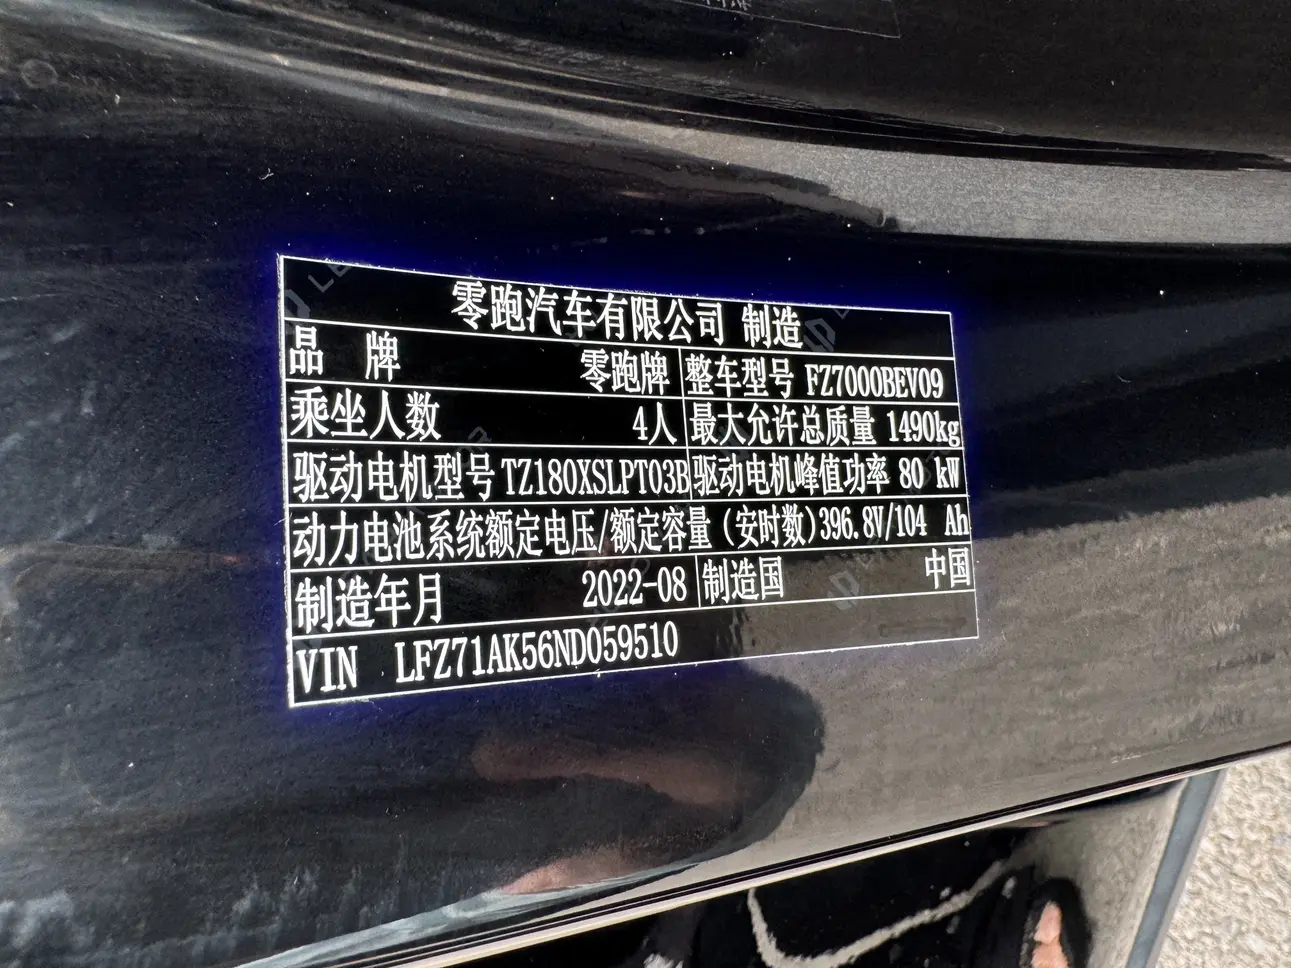 零跑汽车有限公司 制造
品 牌 零跑牌 整车型号 FZ7000BEV09
乘坐人数 4人 最大允许总质量 1490kg
驱动电机型号 TZ180XSLPT03B 驱动电机峰值功率 80 kW
动力电池系统额定电压/额定容量(安时数)396.8V/104 Ah
制造年月 2022-08 制造国 中国
VIN LFZ71AK56ND059510